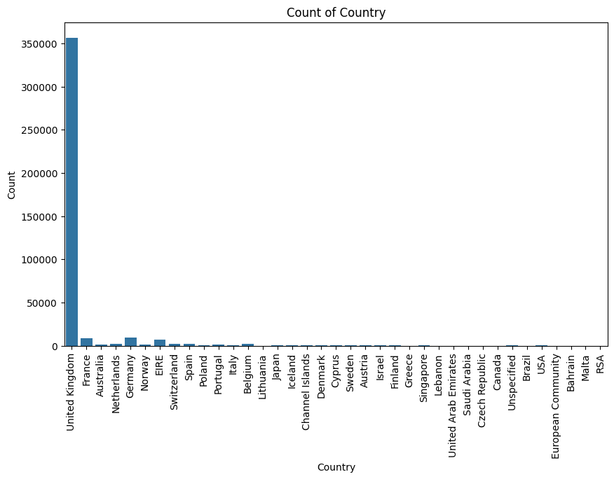 Count of Country
350000
300000
250000
200000
150000
100000
50000
0
Count
United Kingdom
France
Australia
Netherlands
Germany
Norway
EIRE
Switzerland
Spain
Poland
Portugal
Italy
Belgium
Lithuania
Japan
Iceland
Channel Islands
Denmark
Cyprus
Sweden
Austria
Israel
Finland
Greece
Singapore
Lebanon
United Arab Emirates
Saudi Arabia
Czech Republic
Canada
Unspecified
Brazil
USA
European Community
Bahrain
Malta
RSA
Country